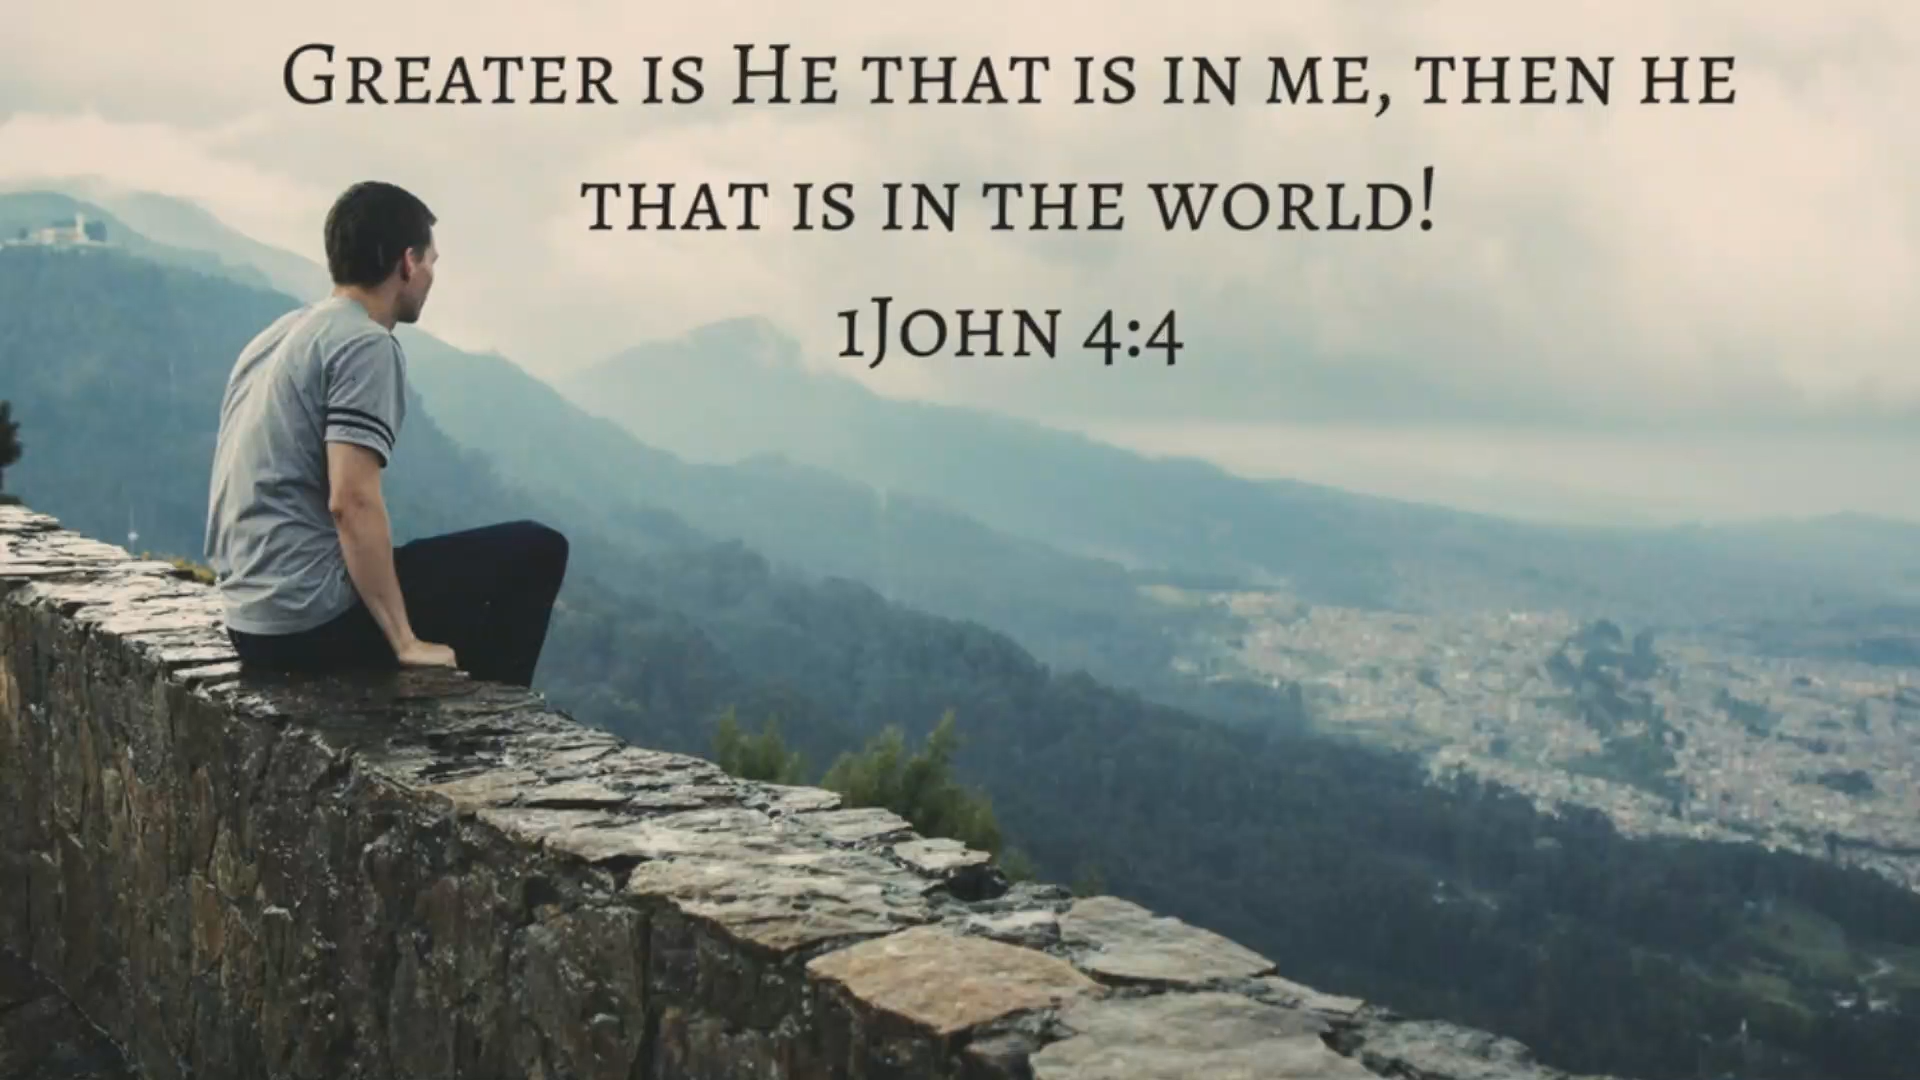 Greater is He that is in me, then he
that is in the world!
1John 4:4